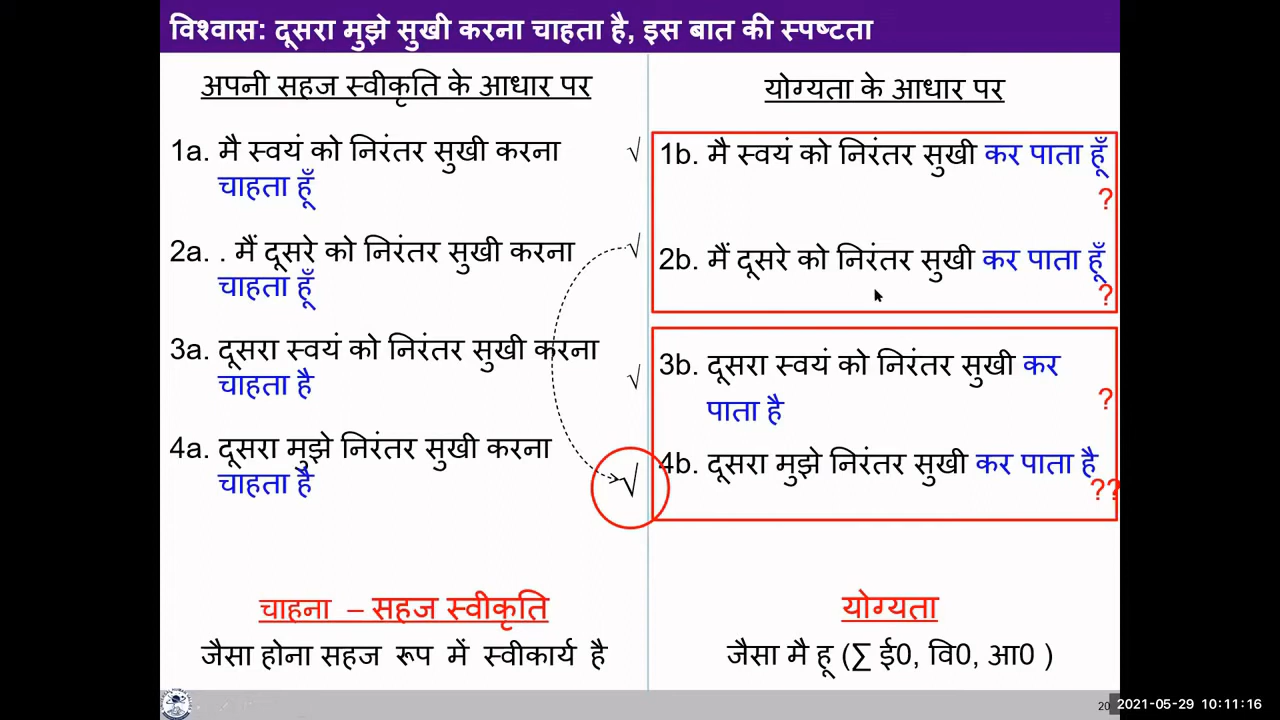 विश्वास: दूसरा मुझे सुखी करना चाहता है, इस बात की स्पष्टता
अपनी सहज स्वीकृति के आधार पर
1a. मै स्वयं को निरंतर सुखी करना √
चाहता हूँ
2a. . मैं दूसरे को निरंतर सुखी करना √
चाहता हूँ
3a. दूसरा स्वयं को निरंतर सुखी करना
चाहता है √
4a. दूसरा मुझे निरंतर सुखी करना
चाहता है √
चाहना – सहज स्वीकृति
जैसा होना सहज रूप में स्वीकार्य है
योग्यता के आधार पर
1b. मै स्वयं को निरंतर सुखी कर पाता हूँ
?
2b. मैं दूसरे को निरंतर सुखी कर पाता हूँ
?
3b. दूसरा स्वयं को निरंतर सुखी कर
पाता है ?
4b. दूसरा मुझे निरंतर सुखी कर पाता है
??
योग्यता
जैसा मै हू (∑ ई0, वि0, आ0 )
20
2021-05-29 10:11:16